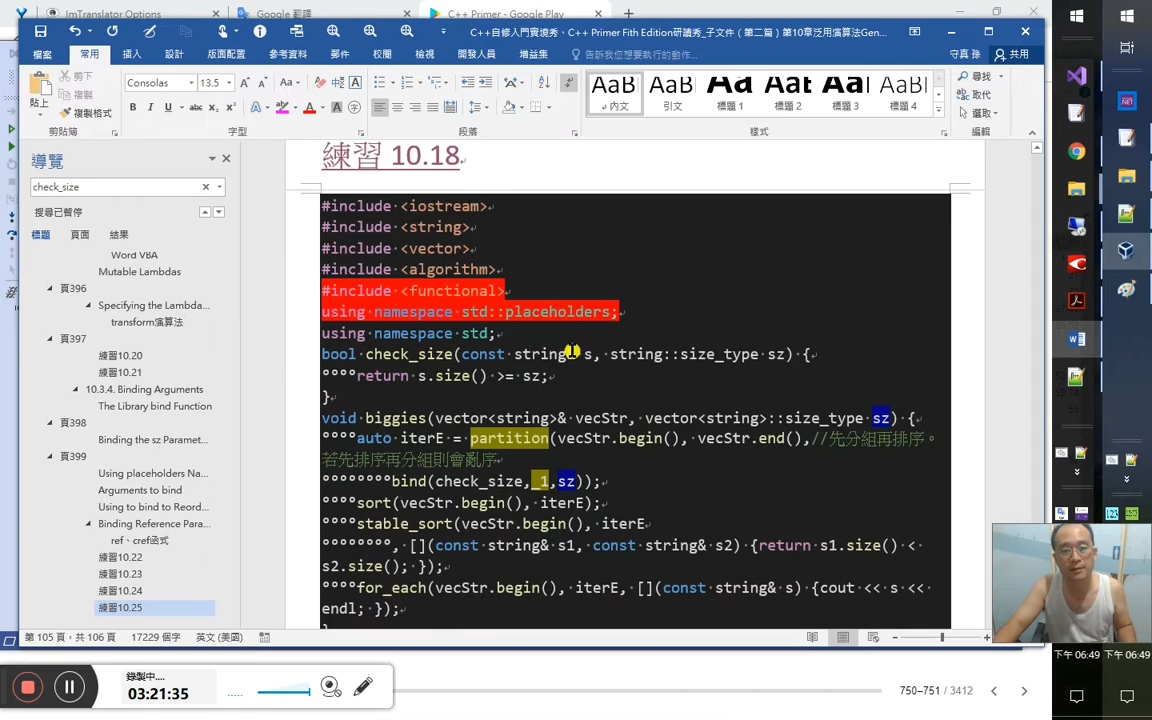 ImTranslator Options
Google 翻譯
C++ Primer - Google Play
C++自修入門實境秀、C++ Primer Fith Edition研讀秀_子文件（第二篇）第10章泛用演算法Gen...
檔案 常用 插入 設計 版面配置 參考資料 郵件 校閱 檢視 開發人員 增益集 告訴我您想要執行的動作... 守真 孫 共用
貼上
剪下
複製
複製格式
剪貼簿
Consolas 13.5
字型
段落
AaB 內文
AaB 引文
Aa 標題 1
Aat 標題 2
Aal 標題 3
AaBl 標題 4
樣式
尋找
取代
選取
編輯
導覽
check_size
搜尋已暫停
標題 頁面 結果
Word VBA
Mutable Lambdas
頁396
Specifying the Lambda...
transform演算法
頁397
練習10.20
練習10.21
10.3.4. Binding Arguments
The Library bind Function
頁398
Binding the sz Paramet...
頁399
Using placeholders Na...
Arguments to bind
Using to bind to Reord...
Binding Reference Para...
ref、cref函式
練習10.22
練習10.23
練習10.24
練習10.25
練習 10.18
#include <iostream>
#include <string>
#include <vector>
#include <algorithm>
#include <functional>
using namespace std::placeholders;
using namespace std;
bool check_size(const string& s, string::size_type sz) {
return s.size() >= sz;
}
void biggies(vector<string>& vecStr, vector<string>::size_type sz) {
auto iterE = partition(vecStr.begin(), vecStr.end(),//先分組再排序。
若先排序再分組則會亂序
bind(check_size,_1,sz));
sort(vecStr.begin(), iterE);
stable_sort(vecStr.begin(), iterE
, [](const string& s1, const string& s2) {return s1.size() <
s2.size(); });
for_each(vecStr.begin(), iterE, [](const string& s) {cout << s <<
endl; });
第 105 頁，共 106 頁 17229 個字 英文 (美國)
錄製中...
03:21:35
750–751 / 3412
下午 06:49 下午 06:49